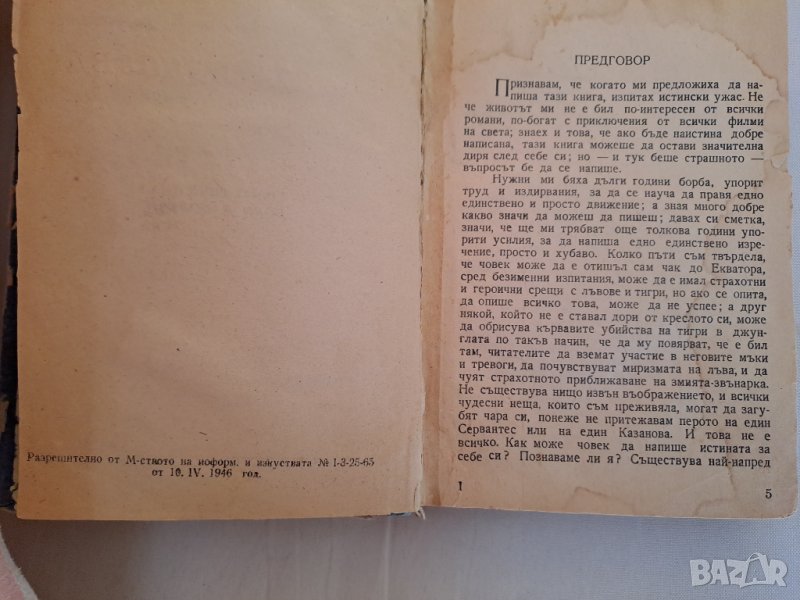 Разрешително от М-ството на информ. и изкуствата № I-3-25-65
от 10. IV. 1946 год.
ПРЕДГОВОР
Признавам, че когато ми предложиха да на-
пиша тази книга, изпитах истински ужас. Не
че животът ми не е бил по-интересен от всички
романи, по-богат с приключения от всички филми
на света; знаех и това, че ако бъде наистина добре
написана, тази книга можеше да остави значителна
диря след себе си; но — и тук беше страшното —
въпросът бе да се напише.
Нужни ми бяха дълги години борба, упорит
труд и издирвания, за да се науча да правя едно
единствено и просто движение; а зная много добре
какво значи да можеш да пишеш; давах си сметка,
значи, че ще ми трябват още толкова години упо-
рити усилия, за да напиша едно единствено изре-
чение, просто и хубаво. Колко пъти съм твърдела,
че човек може да е отишъл сам чак до Екватора,
сред безименни изпитания, може да е имал страхотни
и героични срещи с лъвове и тигри, но ако се опита,
да опише всичко това, може да не успее; а друг
някой, който не е ставал дори от креслото си, може
да обрисува кървавите убийства на тигри в джун-
глата по такъв начин, че да му повярват, че е бил
там, читателите да вземат участие в неговите мъки
и тревоги, да почувствуват миризмата на лъва, и да
чуят страхотното приближаване на змията-звънарка.
Не съществува нищо извън въображението, и всички
чудесни неща, които съм преживяла, могат да загу-
бят чара си, понеже не притежавам перото на един
Сервантес или на един Казанова. И това не е
всичко. Как може човек да напише истината за
себе си? Познаваме ли я? Съществува най-напред
I
5
BAZAR